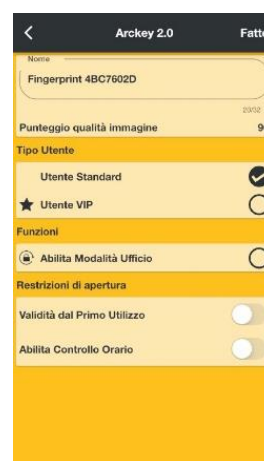 Arckey 2.0
Nome
Fingerprint 4BC7602D
20/32
Punteggio qualità immagine
Tipo Utente
Utente Standard
Utente VIP
Funzioni
Abilita Modalità Ufficio
Restrizioni di apertura
Validità dal Primo Utilizzo
Abilita Controllo Orario